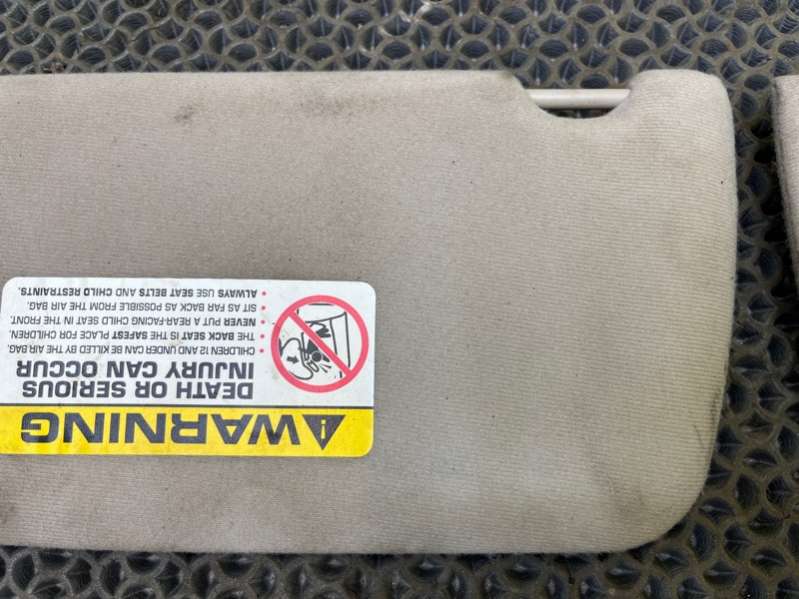 WARNING
DEATH OR SERIOUS
INJURY CAN OCCUR
• CHILDREN 12 AND UNDER CAN BE KILLED BY THE AIR BAG.
• THE BACK SEAT IS THE SAFEST PLACE FOR CHILDREN.
• NEVER PUT A REAR-FACING CHILD SEAT IN THE FRONT.
• SIT AS FAR BACK AS POSSIBLE FROM THE AIR BAG.
• ALWAYS USE SEAT BELTS AND CHILD RESTRAINTS.